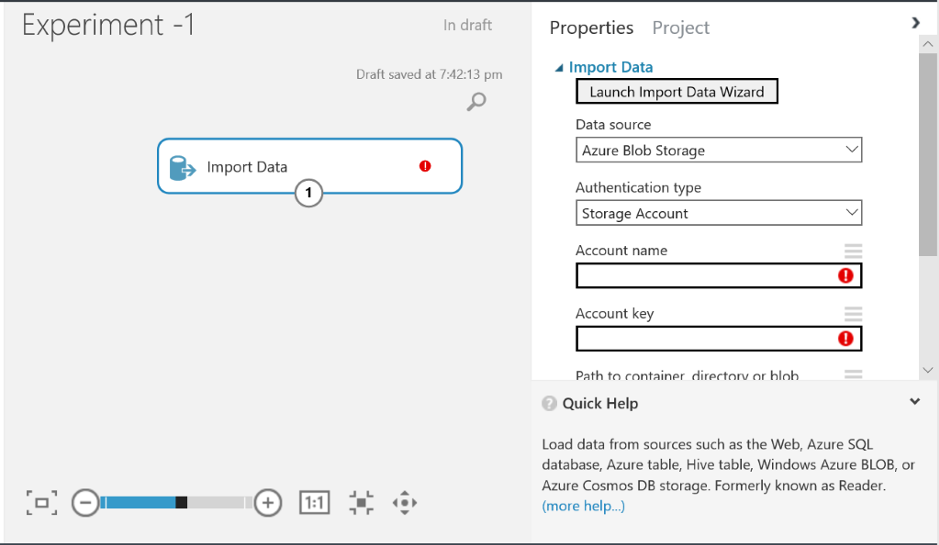 Experiment -1
In draft
Draft saved at 7:42:13 pm
Import Data
1
1:1
Properties Project
Import Data
Launch Import Data Wizard
Data source
Azure Blob Storage
Authentication type
Storage Account
Account name
Account key
Path to container, directory or blob
Quick Help
Load data from sources such as the Web, Azure SQL
database, Azure table, Hive table, Windows Azure BLOB, or
Azure Cosmos DB storage. Formerly known as Reader.
(more help...)